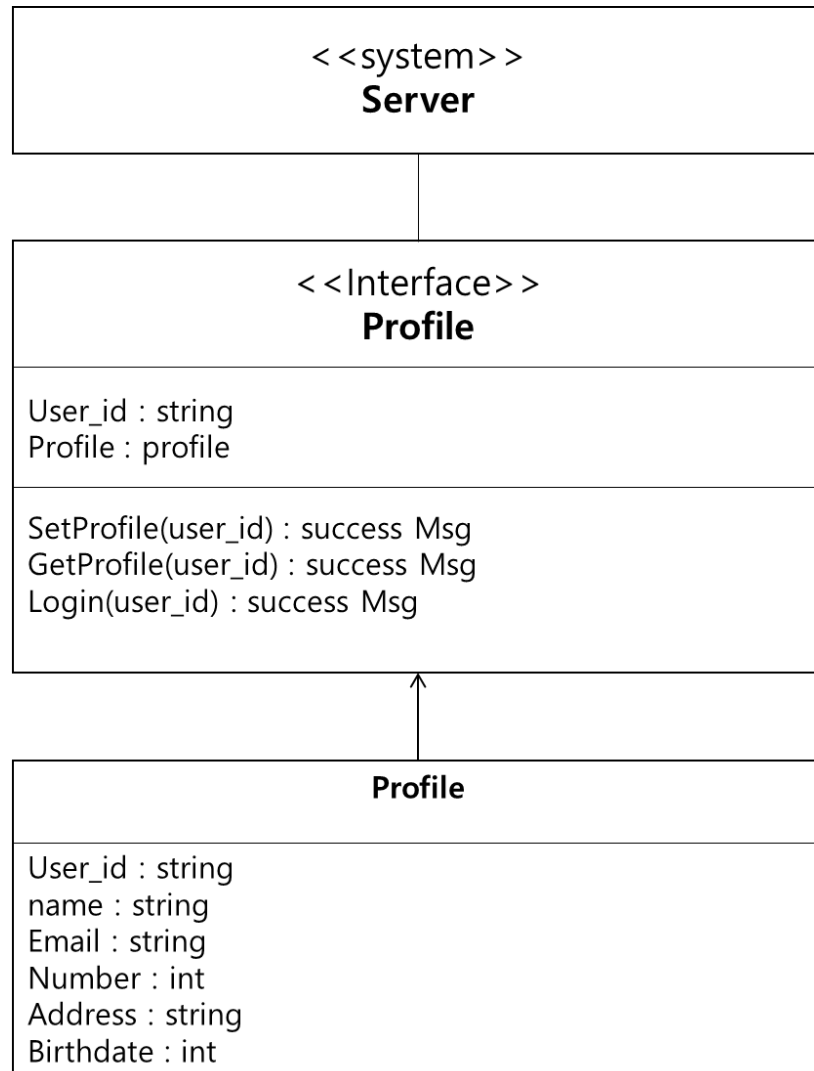 <<system>>
Server
<<Interface>>
Profile
User_id : string
Profile : profile
SetProfile(user_id) : success Msg
GetProfile(user_id) : success Msg
Login(user_id) : success Msg
Profile
User_id : string
name : string
Email : string
Number : int
Address : string
Birthdate : int